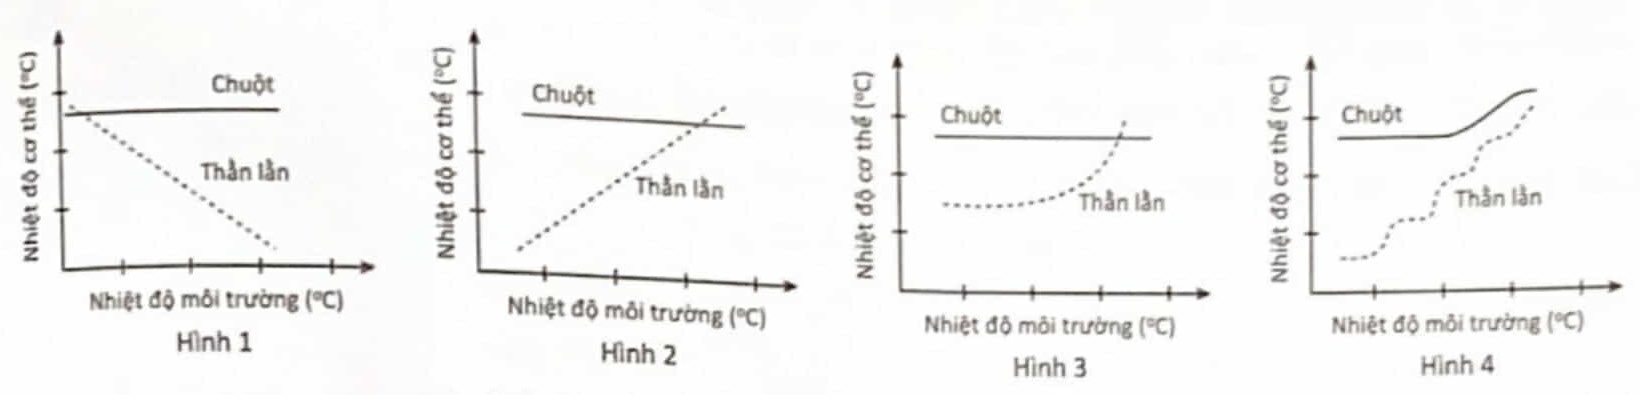 Nhiệt độ cơ thể (°C)
Chuột
Thằn lằn
Nhiệt độ môi trường (°C)
Hình 1
Nhiệt độ cơ thể (°C)
Chuột
Thằn lằn
Nhiệt độ môi trường (°C)
Hình 2
Nhiệt độ cơ thể (°C)
Chuột
Thằn lằn
Nhiệt độ môi trường (°C)
Hình 3
Nhiệt độ cơ thể (°C)
Chuột
Thằn lằn
Nhiệt độ môi trường (°C)
Hình 4